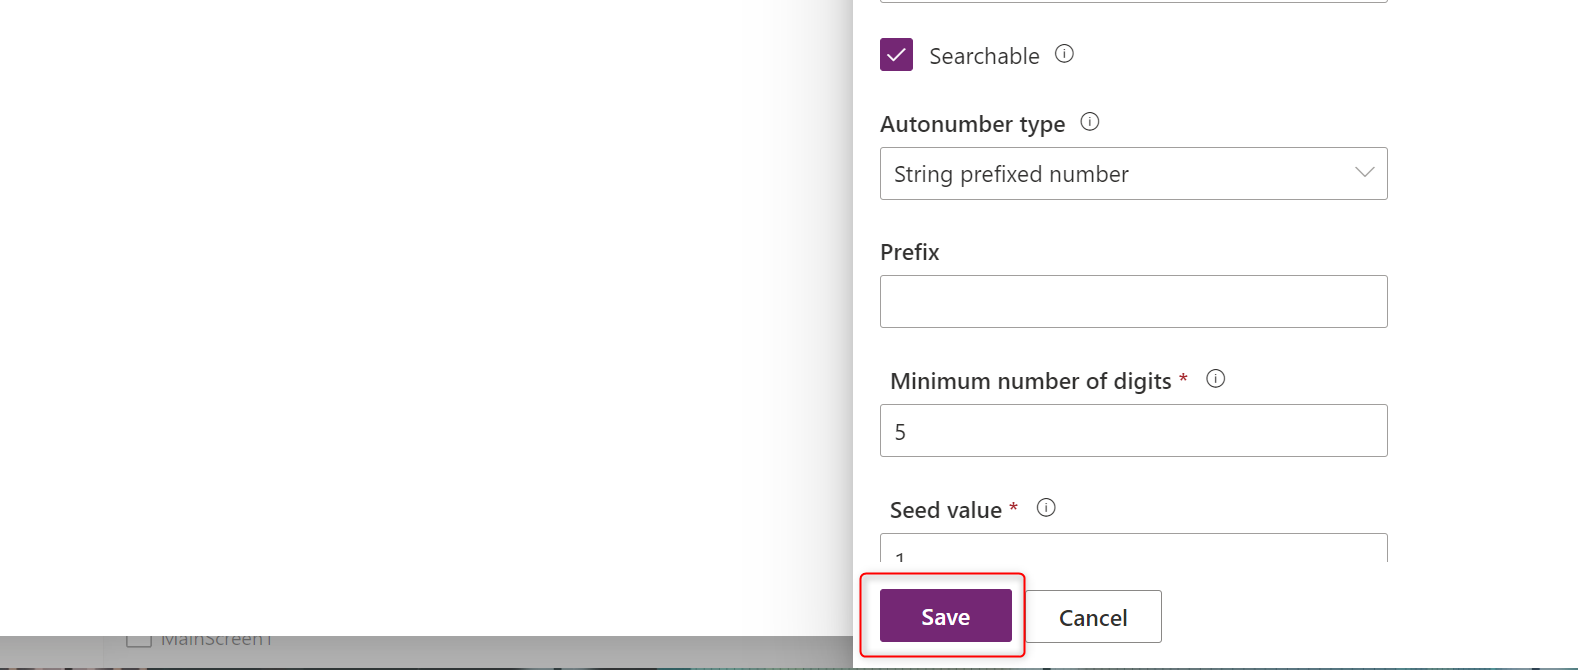 Searchable
Autonumber type
String prefixed number
Prefix
Minimum number of digits *
5
Seed value *
1
Save
Cancel
MainScreen1